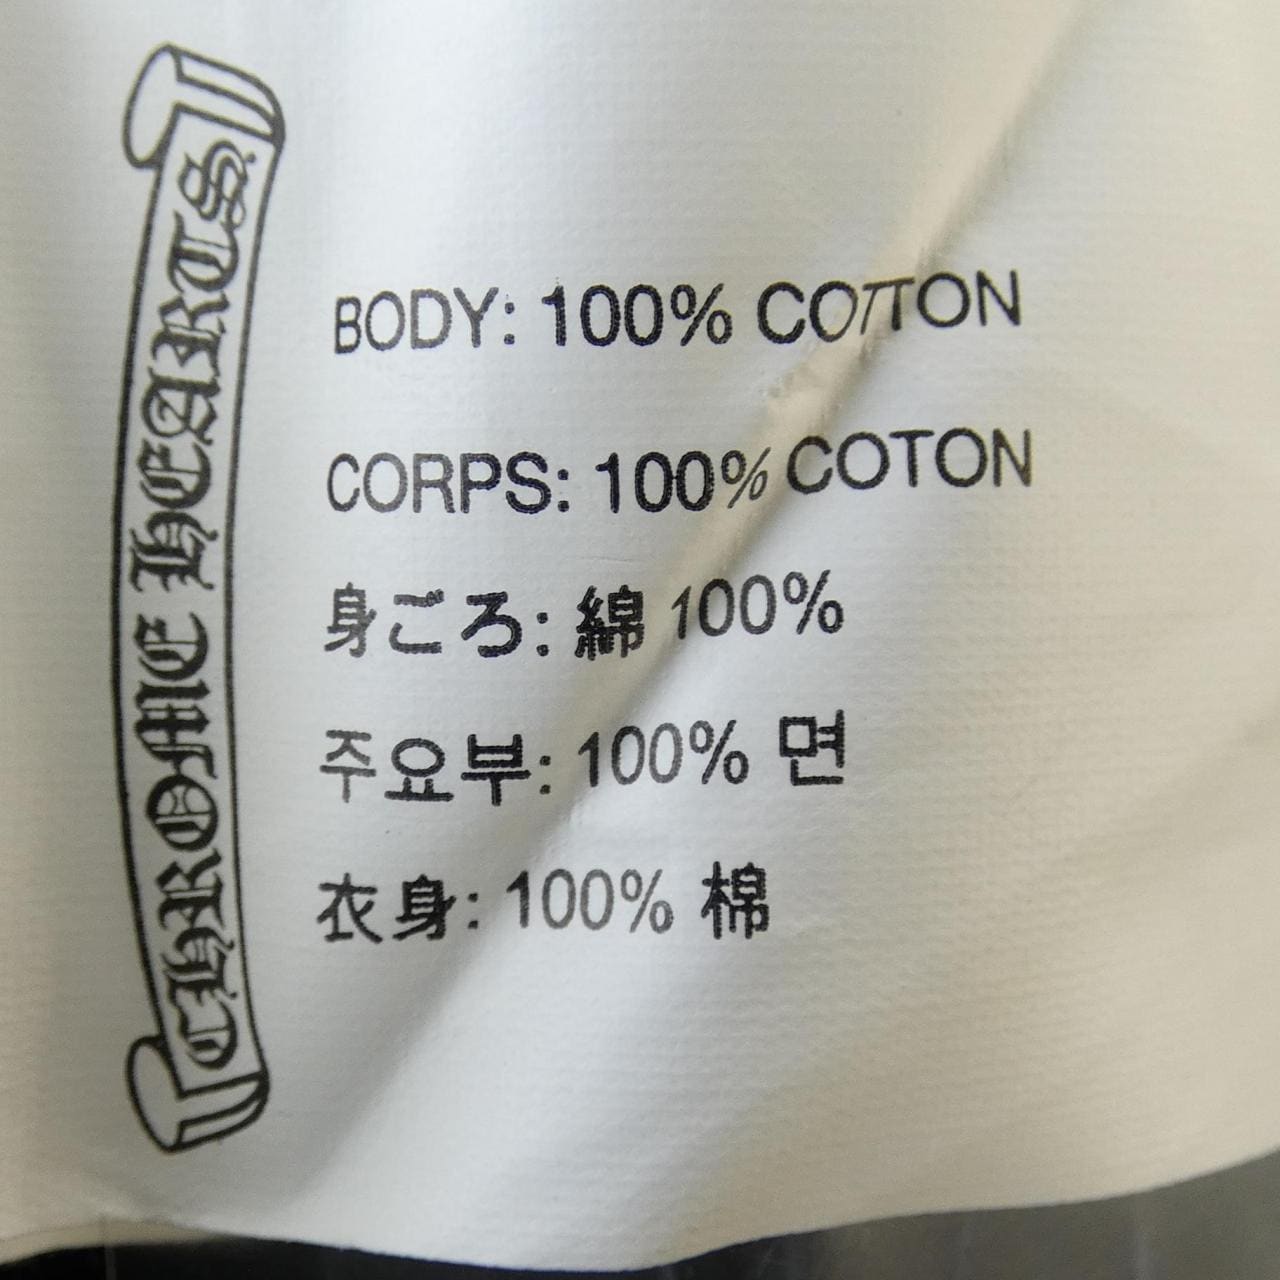 CHROME HEARTS
BODY: 100% COTTON
CORPS: 100% COTON
身ごろ: 綿 100%
주요부: 100% 면
衣身: 100% 棉